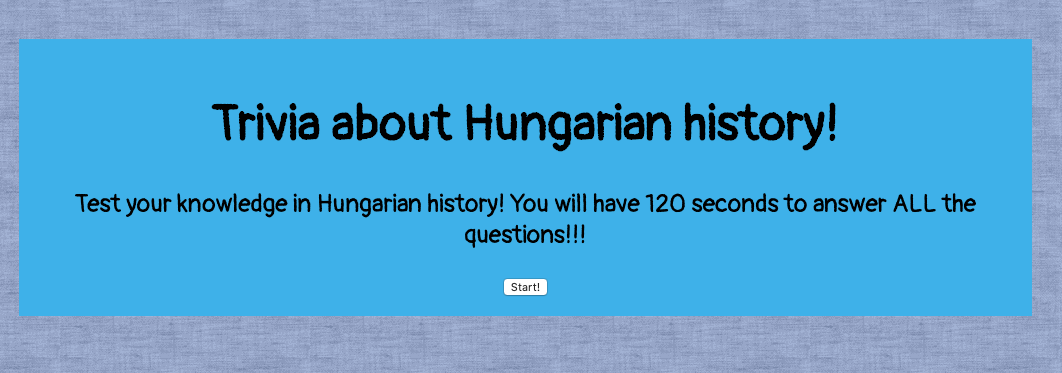 Trivia about Hungarian history!
Test your knowledge in Hungarian history! You will have 120 seconds to answer ALL the
questions!!!
Start!